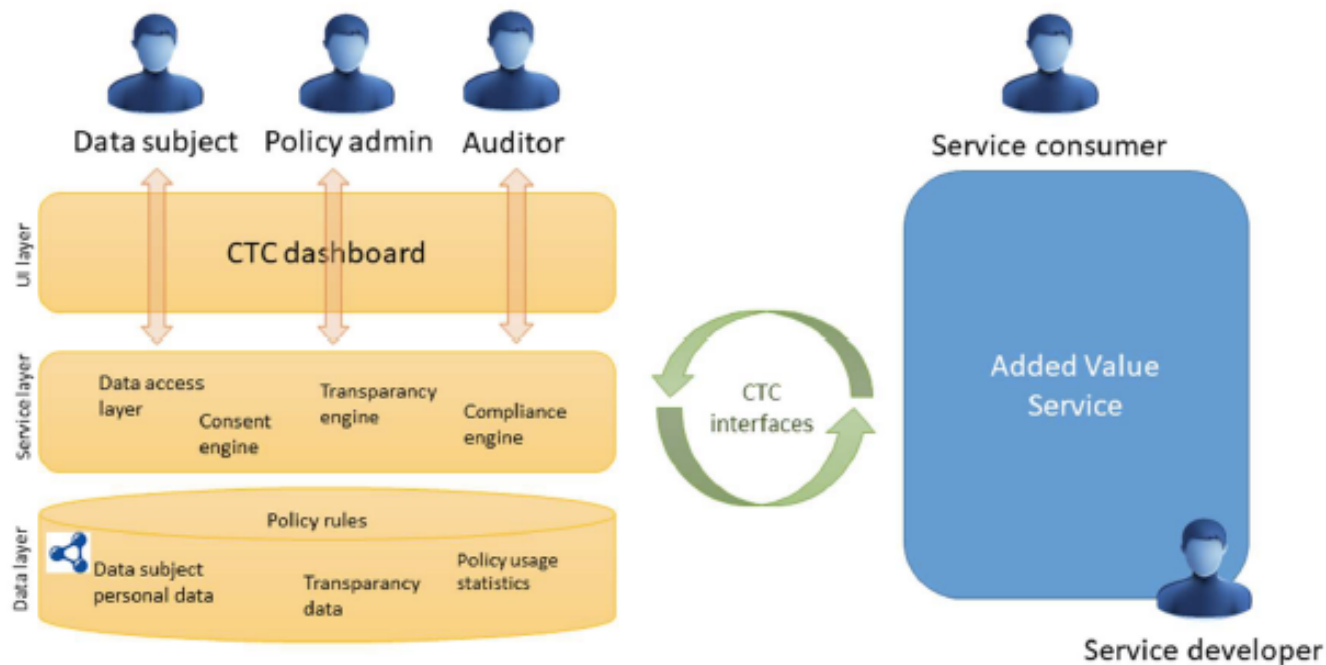 Data subject
Policy admin
Auditor
Service consumer
UI layer
CTC dashboard
Service layer
Data access
layer
Consent
engine
Transparancy
engine
Compliance
engine
CTC
interfaces
Added Value
Service
Data layer
Policy rules
Data subject
personal data
Transparancy
data
Policy usage
statistics
Service developer